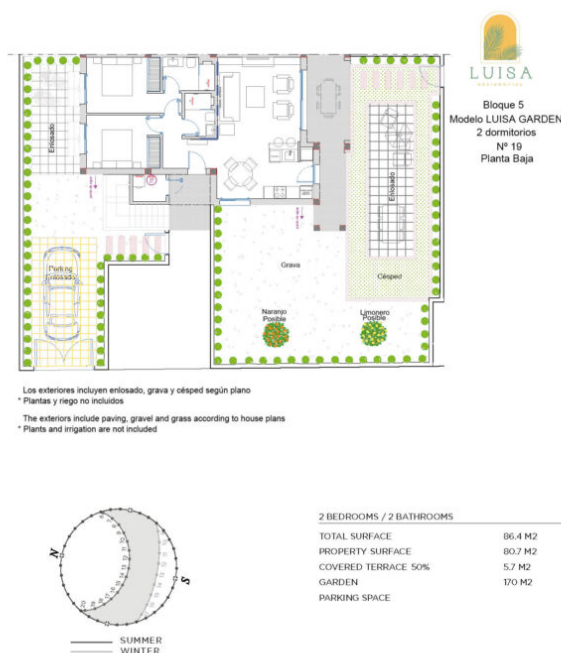 LUISA
RESIDENCIAL
Bloque 5
Modelo LUISA GARDEN
2 dormitorios
Nº 19
Planta Baja
Enlosado
Enlosado
Parking
Enlosado
Grava
Césped
Naranjo
Posible
Limonero
Posible
Los exteriores incluyen enlosado, grava y césped según plano
* Plantas y riego no incluidos
The exteriors include paving, gravel and grass according to house plans
* Plants and irrigation are not included
N
S
SUMMER
WINTER
2 BEDROOMS / 2 BATHROOMS
TOTAL SURFACE 86.4 M2
PROPERTY SURFACE 80.7 M2
COVERED TERRACE 50% 5.7 M2
GARDEN 170 M2
PARKING SPACE